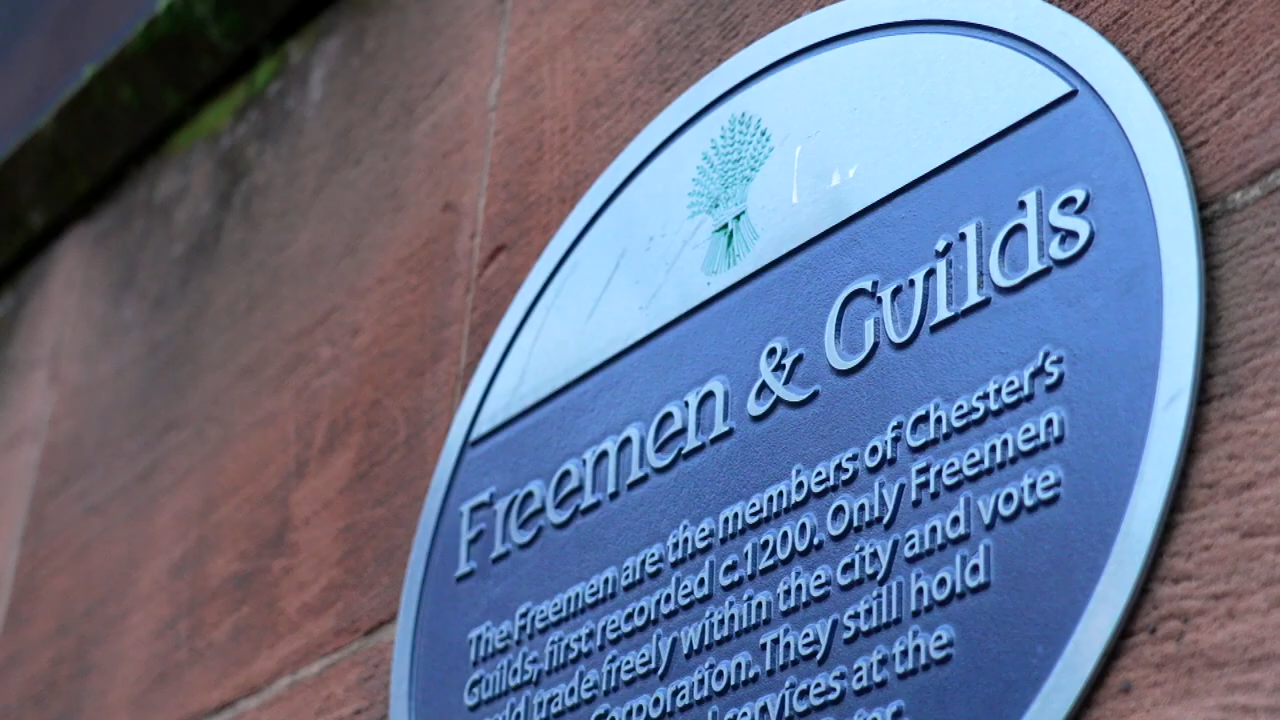 Freemen & Guilds
The Freemen are the members of Chester's
Guilds, first recorded c.1200. Only Freemen
trade freely within the city and vote
Corporation. They still hold
services at the